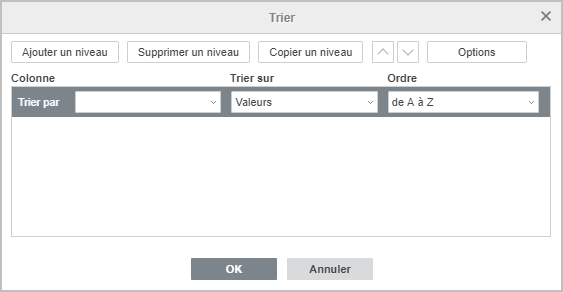 Trier
Ajouter un niveau Supprimer un niveau Copier un niveau Options
Colonne Trier sur Ordre
Trier par Valeurs de A à Z
OK Annuler